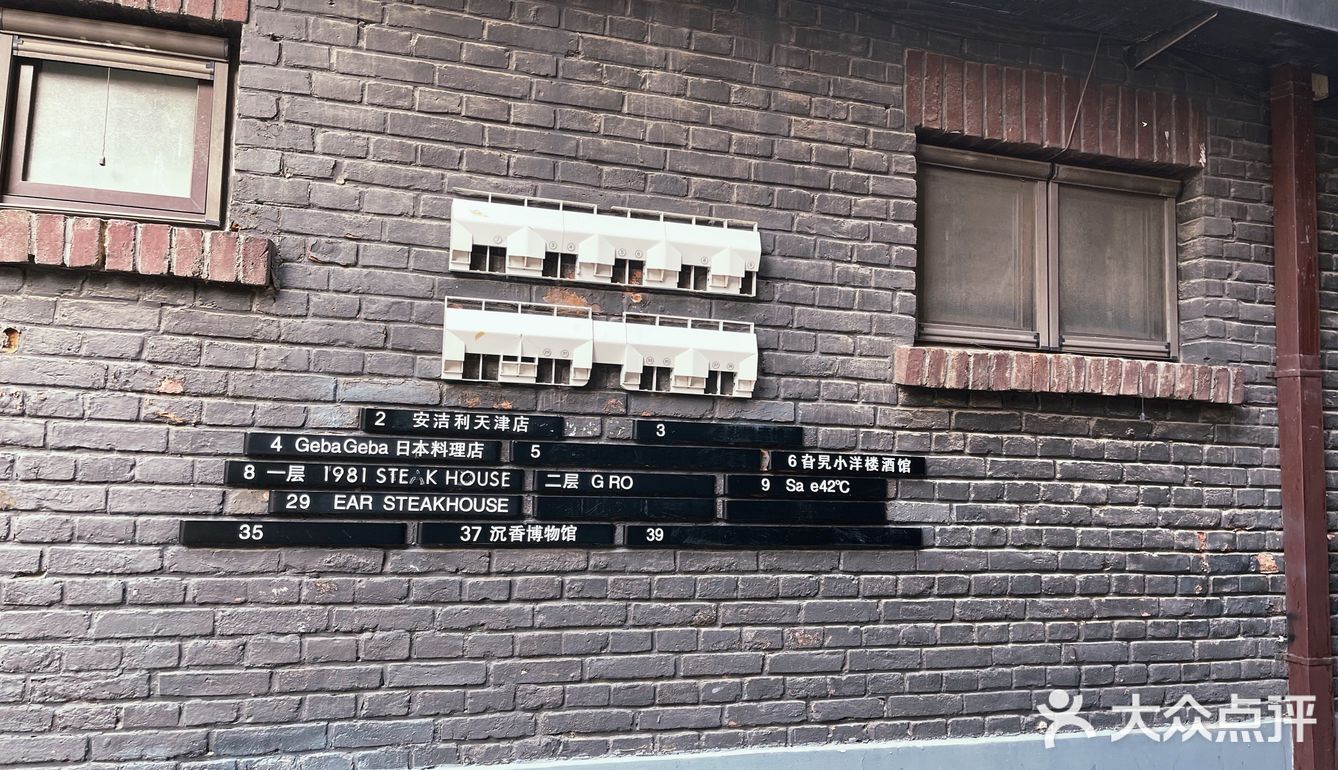 2 安洁利天津店
3
4 GebaGeba 日本料理店
5
6 旮旯小洋楼酒馆
8 一层 1981 STEAK HOUSE
二层 G RO
9 Sa e42℃
29 EAR STEAKHOUSE
35
37 沉香博物馆
39
大众点评